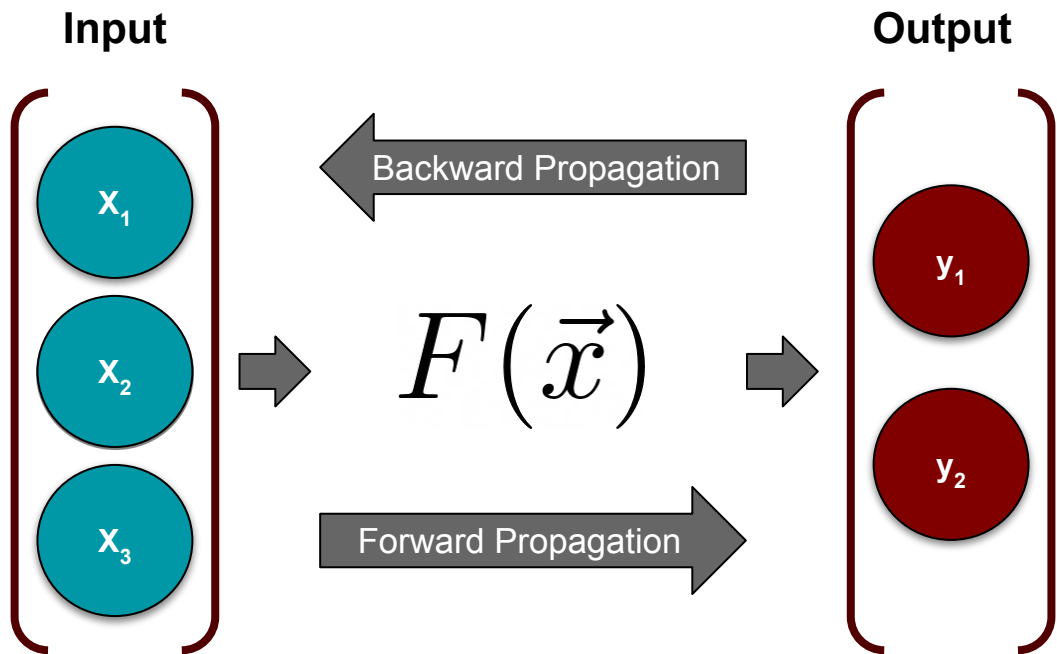 Input
Output
Backward Propagation
X₁
y₁
X₂
F(x⃗)
y₂
X₃
Forward Propagation